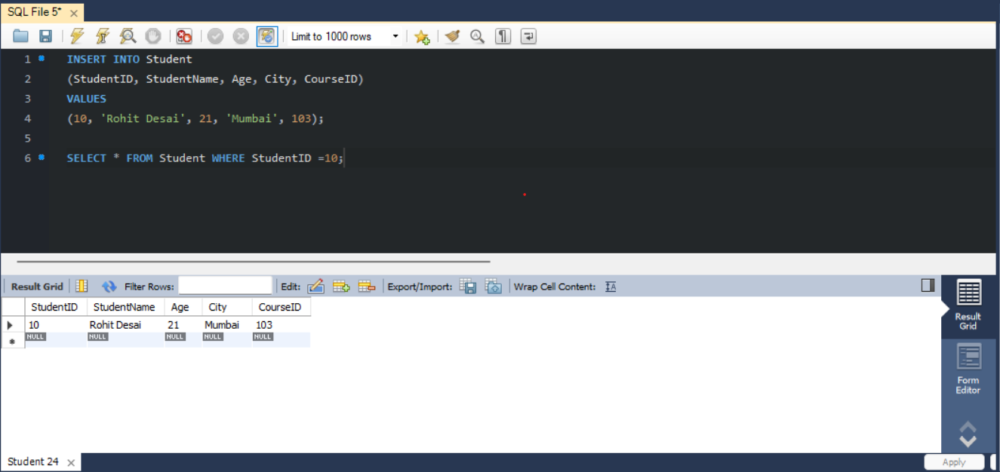 SQL File 5*
Limit to 1000 rows
1 INSERT INTO Student
2 (StudentID, StudentName, Age, City, CourseID)
3 VALUES
4 (10, 'Rohit Desai', 21, 'Mumbai', 103);
5
6 SELECT * FROM Student WHERE StudentID =10;
Result Grid Filter Rows: Edit: Export/Import: Wrap Cell Content:
StudentID StudentName Age City CourseID
10 Rohit Desai 21 Mumbai 103
NULL NULL NULL NULL NULL
Result
Grid
Form
Editor
Student 24
Apply